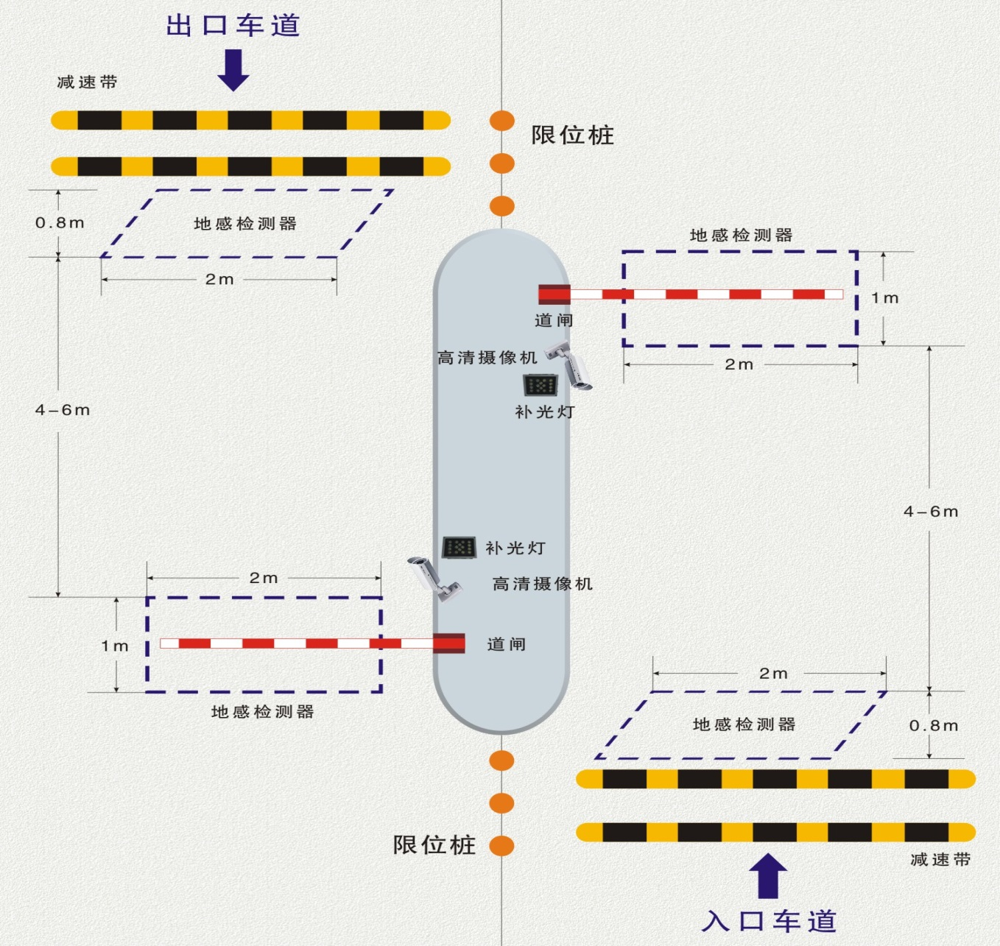 出口车道
减速带
限位桩
0.8m
地感检测器
2m
地感检测器
1m
道闸
高清摄像机
2m
补光灯
4-6m
4-6m
补光灯
2m
高清摄像机
1m
道闸
地感检测器
2m
地感检测器
0.8m
限位桩
减速带
入口车道